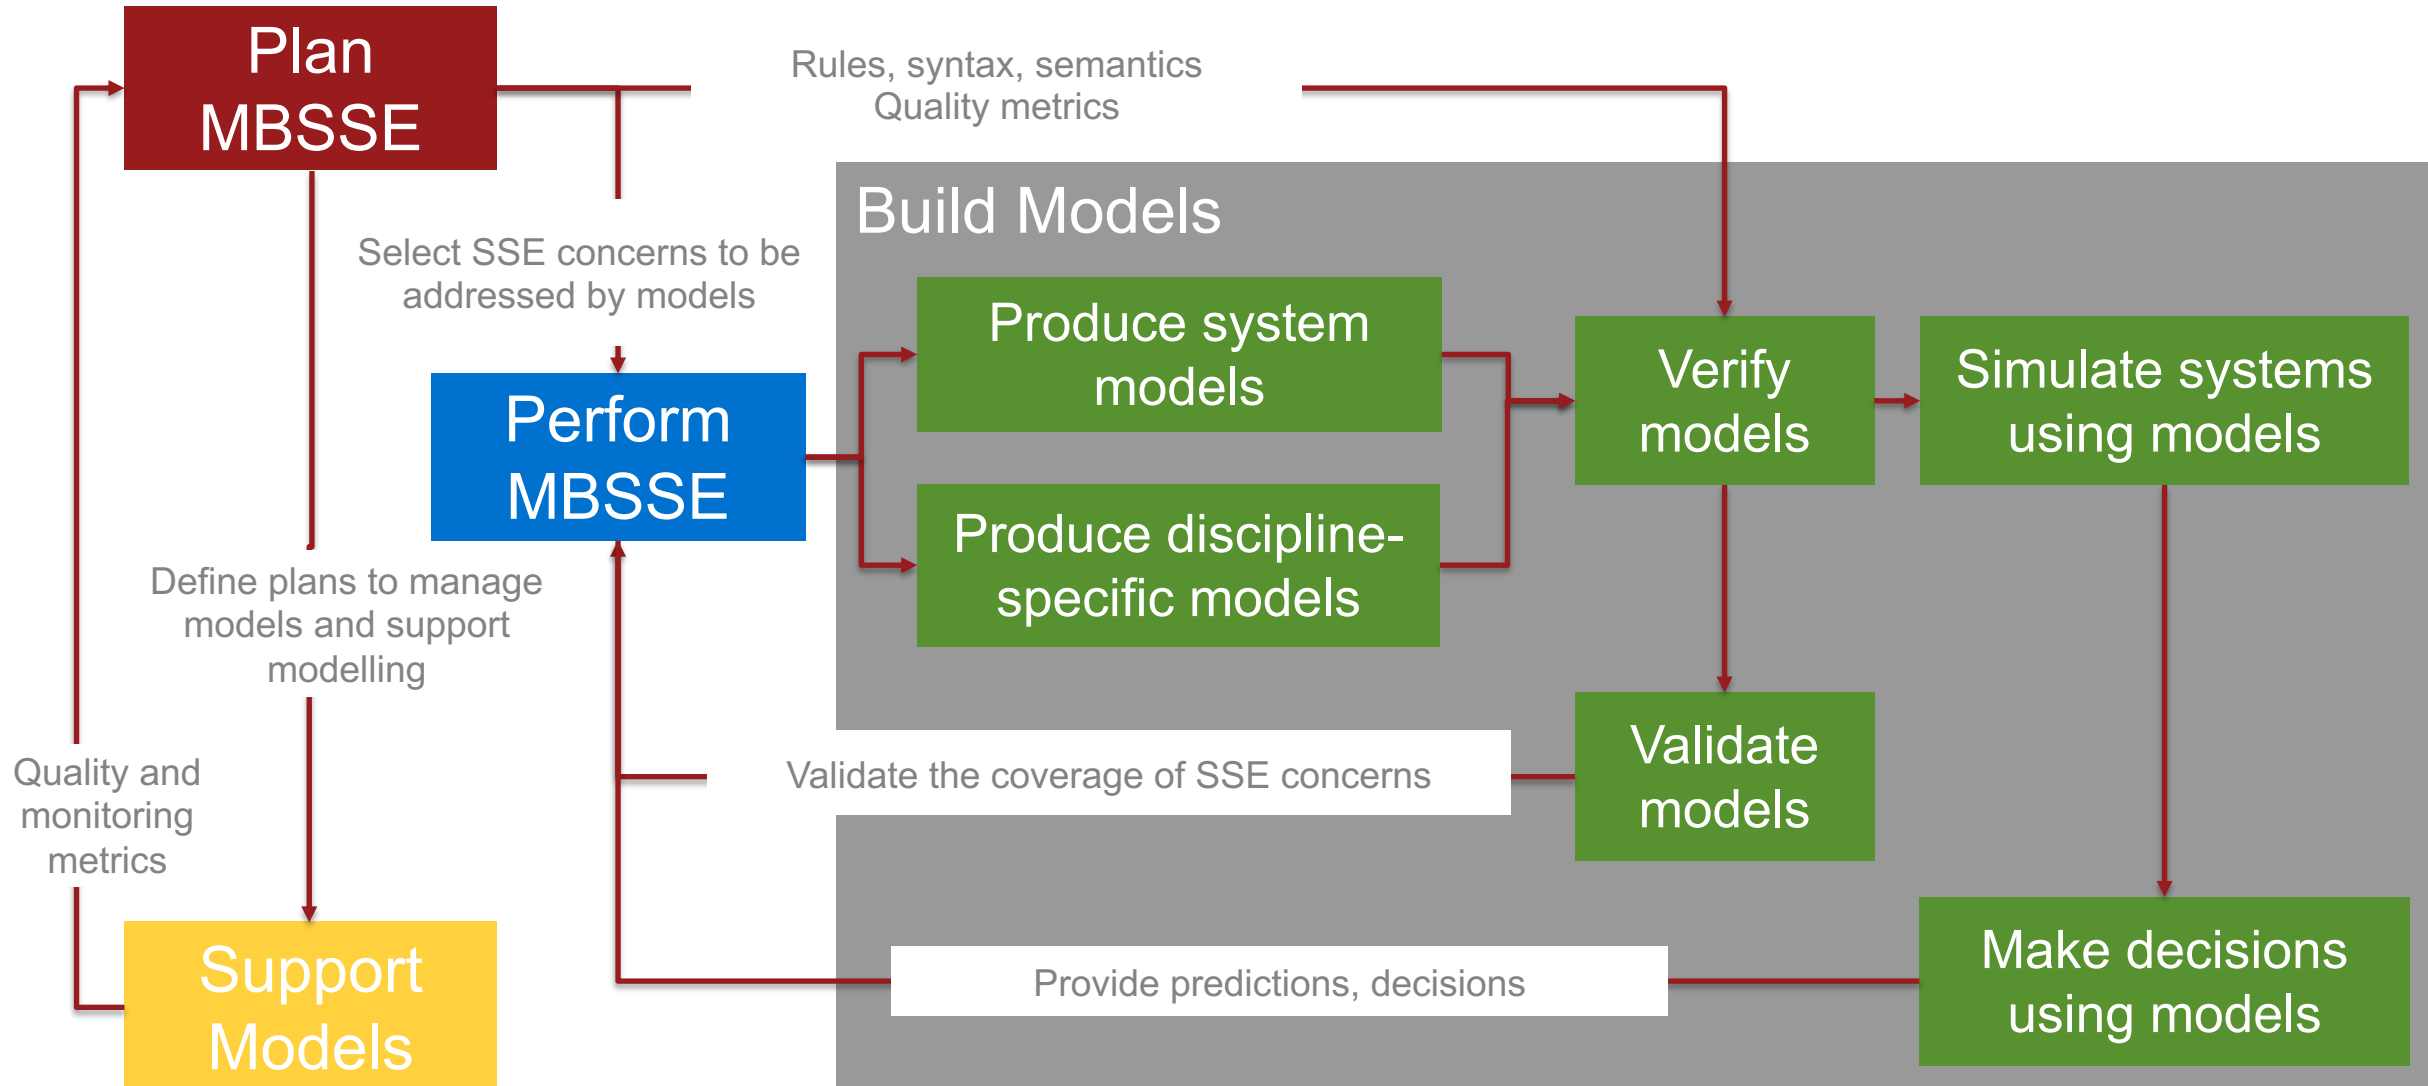 Plan
MBSSE
Rules, syntax, semantics
Quality metrics
Build Models
Select SSE concerns to be
addressed by models
Produce system
models
Verify
models
Simulate systems
using models
Perform
MBSSE
Produce discipline-
specific models
Define plans to manage
models and support
modelling
Validate
models
Validate the coverage of SSE concerns
Quality and
monitoring
metrics
Support
Models
Provide predictions, decisions
Make decisions
using models